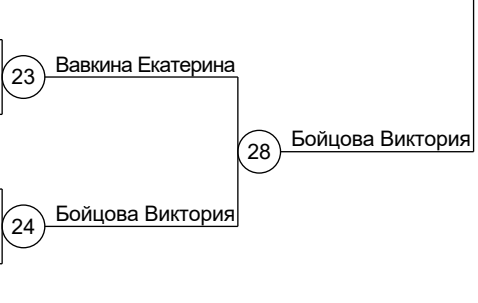 23 Вавкина Екатерина
28 Бойцова Виктория
24 Бойцова Виктория